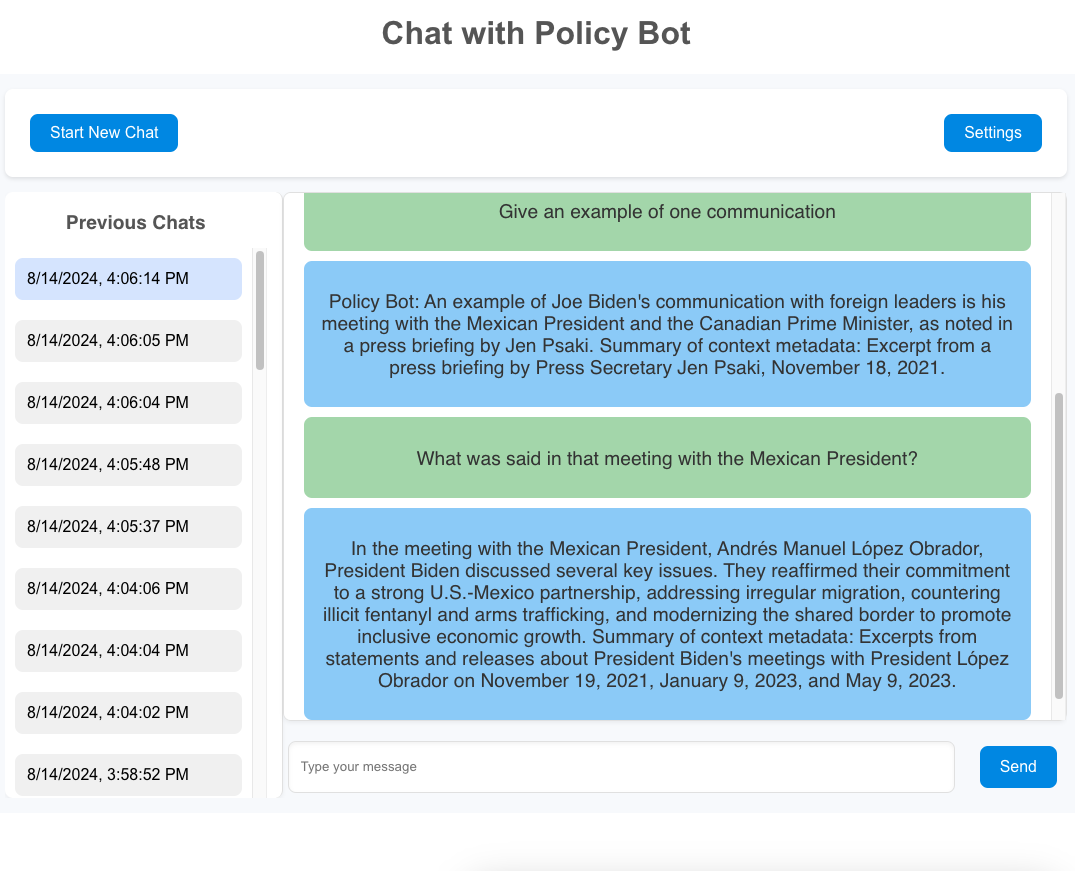 Chat with Policy Bot
Start New Chat
Settings
Previous Chats
8/14/2024, 4:06:14 PM
8/14/2024, 4:06:05 PM
8/14/2024, 4:06:04 PM
8/14/2024, 4:05:48 PM
8/14/2024, 4:05:37 PM
8/14/2024, 4:04:06 PM
8/14/2024, 4:04:04 PM
8/14/2024, 4:04:02 PM
8/14/2024, 3:58:52 PM
Give an example of one communication
Policy Bot: An example of Joe Biden's communication with foreign leaders is his
meeting with the Mexican President and the Canadian Prime Minister, as noted in
a press briefing by Jen Psaki. Summary of context metadata: Excerpt from a
press briefing by Press Secretary Jen Psaki, November 18, 2021.
What was said in that meeting with the Mexican President?
In the meeting with the Mexican President, Andrés Manuel López Obrador,
President Biden discussed several key issues. They reaffirmed their commitment
to a strong U.S.-Mexico partnership, addressing irregular migration, countering
illicit fentanyl and arms trafficking, and modernizing the shared border to promote
inclusive economic growth. Summary of context metadata: Excerpts from
statements and releases about President Biden's meetings with President López
Obrador on November 19, 2021, January 9, 2023, and May 9, 2023.
Type your message
Send